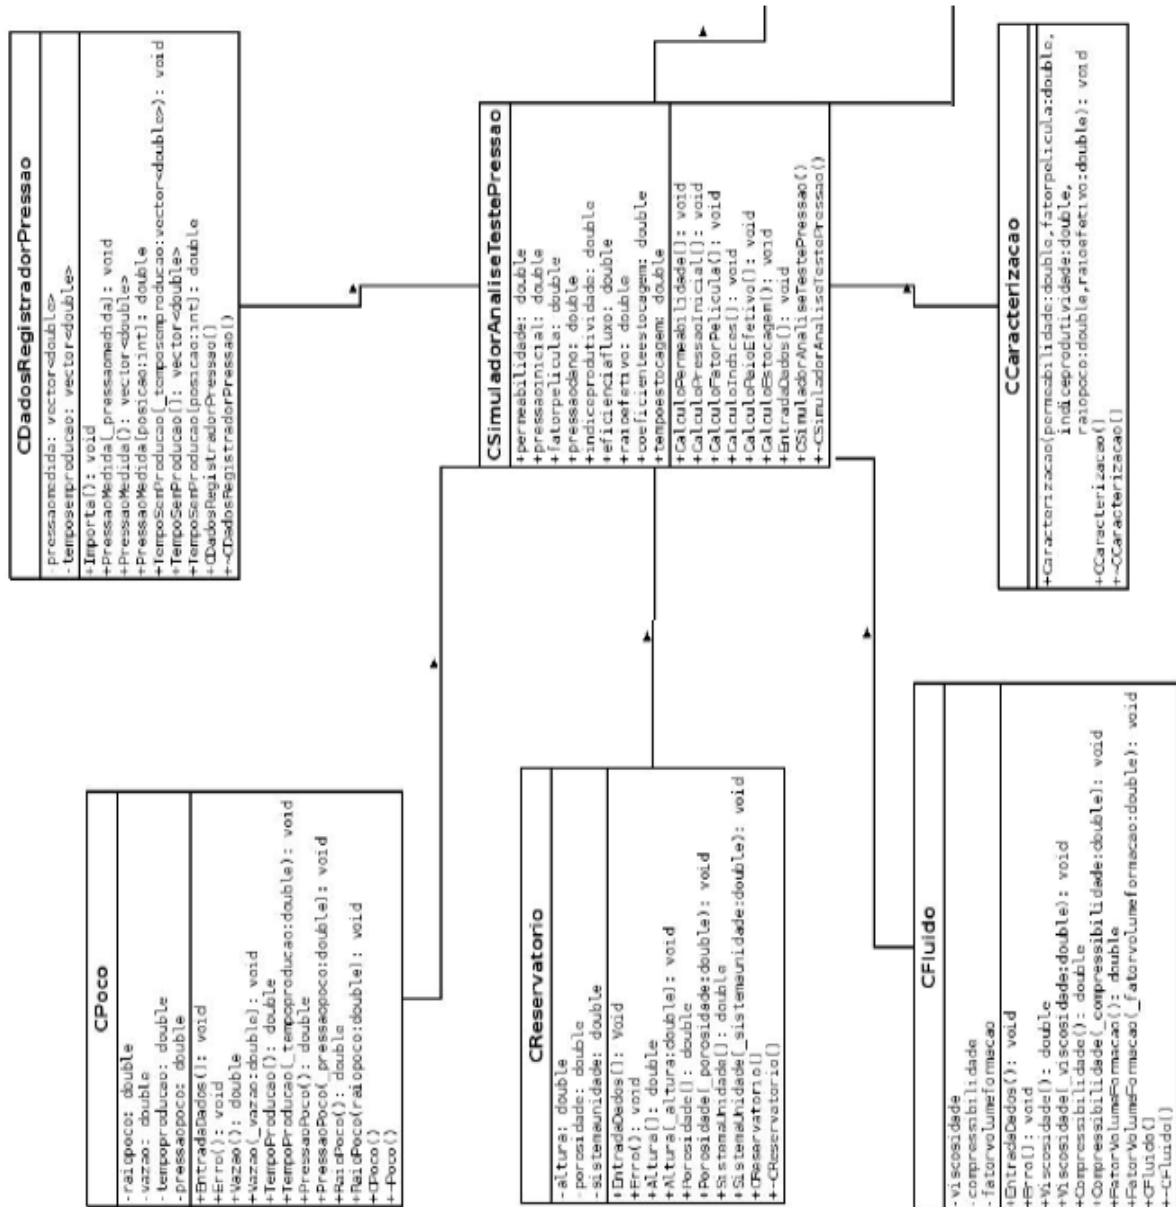 CDadosRegistradorPressao
-pressaomedida: vector<double>
-temposemproducao: vector<double>
+Importa(): void
+PressaoMedida(_pressaomedida): void
+PressaoMedida(): vector<double>
+PressaoMedida(posicao:int): double
+TempoSemProducao(_temposemproducao:vector<double>): void
+TempoSemProducao(): vector<double>
+TempoSemProducao(posicao:int): double
+CDadosRegistradorPressao()
+~CDadosRegistradorPressao()
CSimuladorAnaliseTestePressao
+permeabilidade: double
+pressaoinicial: double
+fatorpelicula: double
+pressaodano: double
+indiceprodutividade: double
+eficienciafluxo: double
+raioefetivo: double
+coeficienteestocagem: double
+tempoestocagem: double
+CalculoPermeabilidade(): void
+CalculoPressaoInicial(): void
+CalculoFatorPelicula(): void
+CalculoIndices(): void
+CalculoRaioEfetivo(): void
+CalculoEstocagem(): void
+EntradaDados(): void
+CSimuladorAnaliseTestePressao()
+~CSimuladorAnaliseTestePressao()
CCaracterizacao
+Caracterizacao(permeabilidade:double,fatorpelicula:double,
indiceprodutividade:double,
raiopoco:double,raioefetivo:double): void
+CCaracterizacao()
+~CCaracterizacao()
CPoco
-raiopoco: double
-vazao: double
-tempoproducao: double
-pressaopoco: double
+EntradaDados(): void
+Erro(): void
+Vazao(): double
+Vazao(_vazao:double): void
+TempoProducao(): double
+TempoProducao(_tempoproducao:double): void
+PressaoPoco(): double
+PressaoPoco(_pressaopoco:double): void
+RaioPoco(): double
+RaioPoco(raiopoco:double): void
+CPoco()
+~CPoco()
CReservatorio
-altura: double
-porosidade: double
-sistemaunidade: double
+EntradaDados(): Void
+Erro(): void
+Altura(): double
+Altura(_altura:double): void
+Porosidade(): double
+Porosidade(_porosidade:double): void
+SistemaUnidade(): double
+SistemaUnidade(_sistemaunidade:double): void
+CReservatorio()
+~CReservatorio()
CFluido
-viscosidade
-compressibilidade
-fatorvolumeformacao
+EntradaDados(): void
+Erro(): void
+Viscosidade(): double
+Viscosidade(_viscosidade:double): void
+Compressibilidade(): double
+Compressibilidade(_compressibilidade:double): void
+FatorVolumeFormacao(): double
+FatorVolumeFormacao(_fatorvolumeformacao:double): void
+CFluido()
+~CFluido()